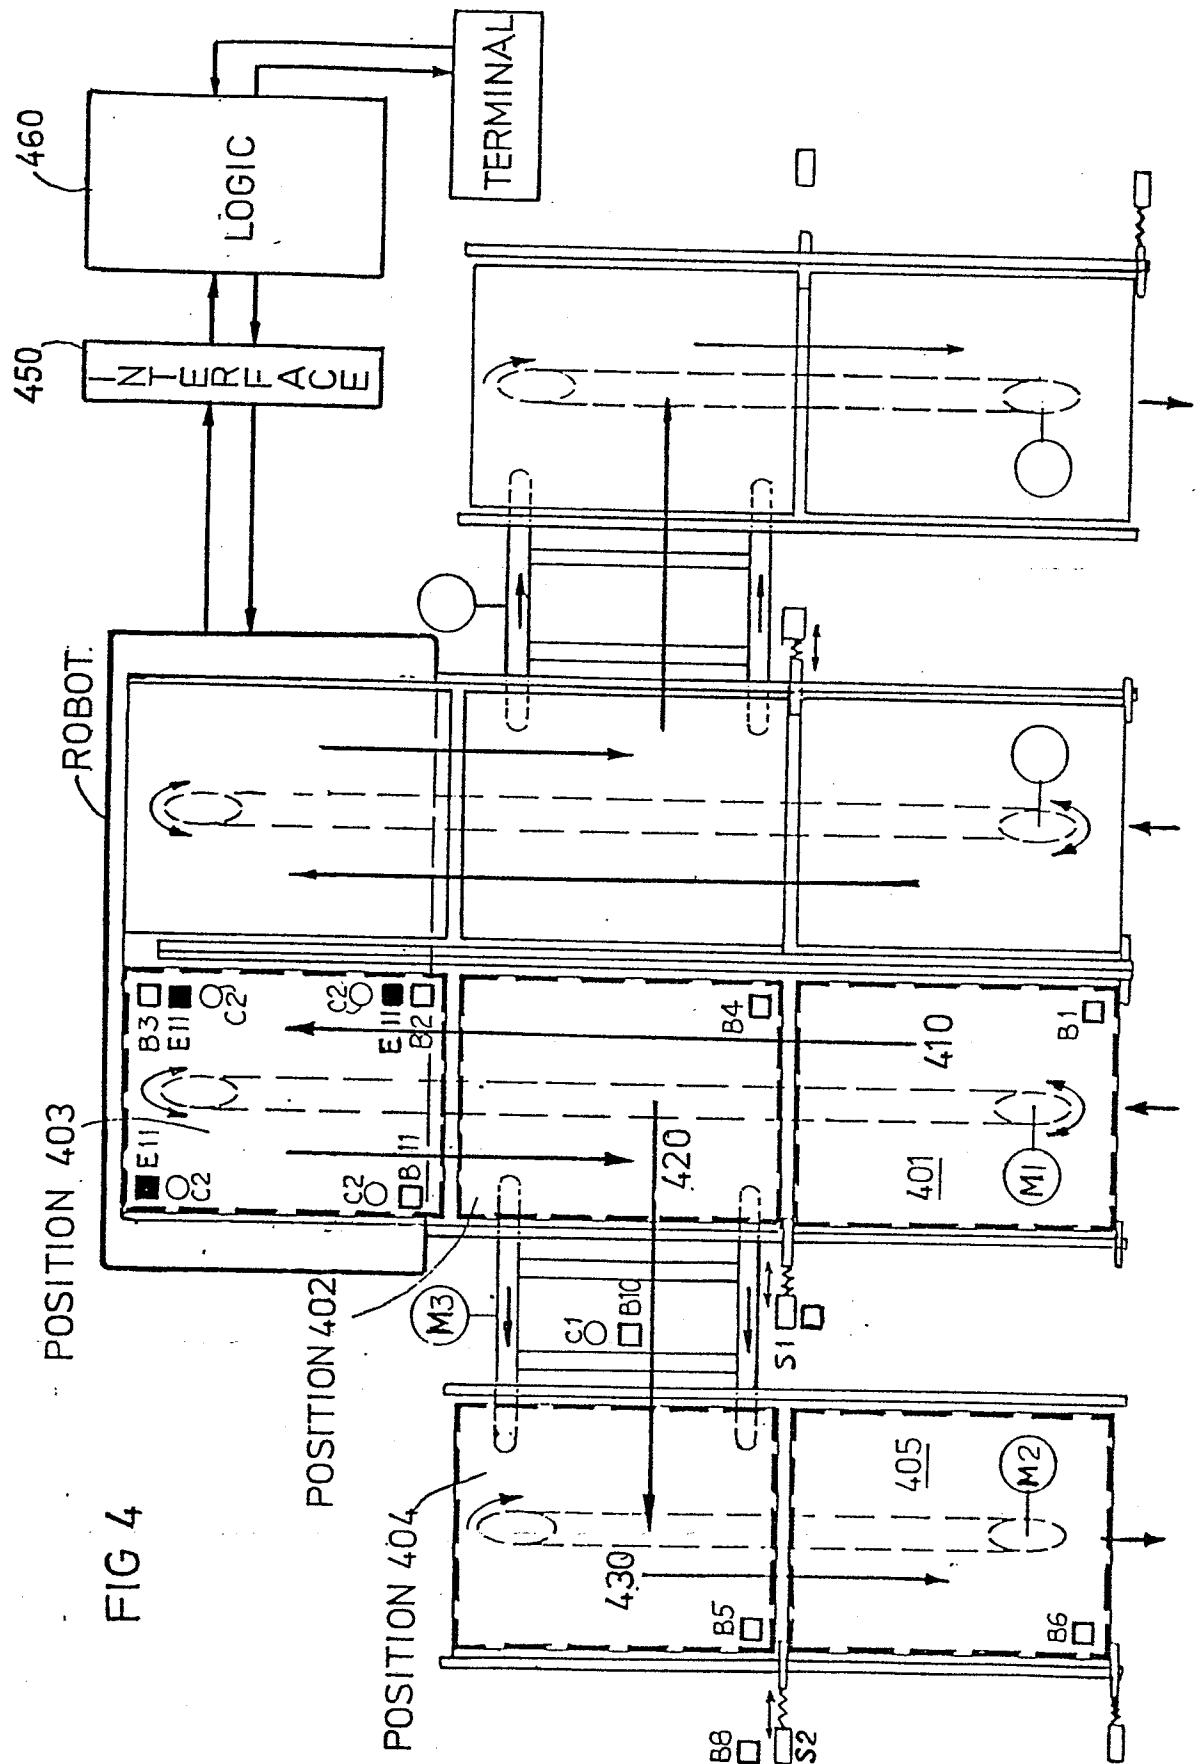 FIG 4
POSITION 404
POSITION 402
POSITION 403
ROBOT.
450
INTERFACE
460
LOGIC
TERMINAL
E11
C2
C2
B 11
B3
E11
C2
C2
E11
B2
M3
C1
B10
S1
420
B4
410
401
M1
B1
430
B5
405
M2
B6
B8
S2